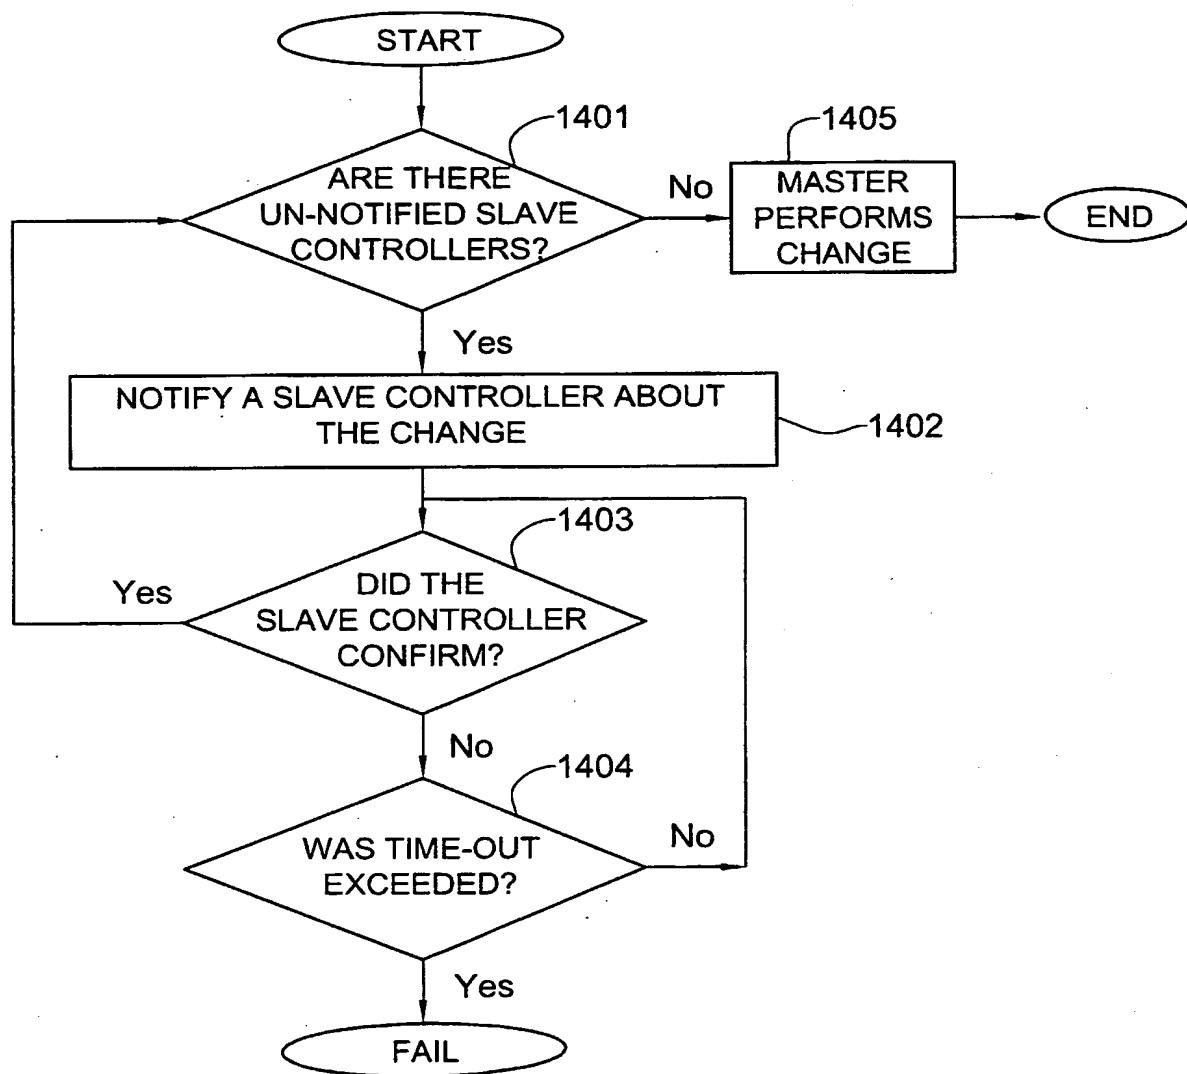 START
1401
ARE THERE
UN-NOTIFIED SLAVE
CONTROLLERS?
No
1405
MASTER
PERFORMS
CHANGE
END
Yes
NOTIFY A SLAVE CONTROLLER ABOUT
THE CHANGE
1402
1403
DID THE
SLAVE CONTROLLER
CONFIRM?
Yes
No
1404
WAS TIME-OUT
EXCEEDED?
No
Yes
FAIL